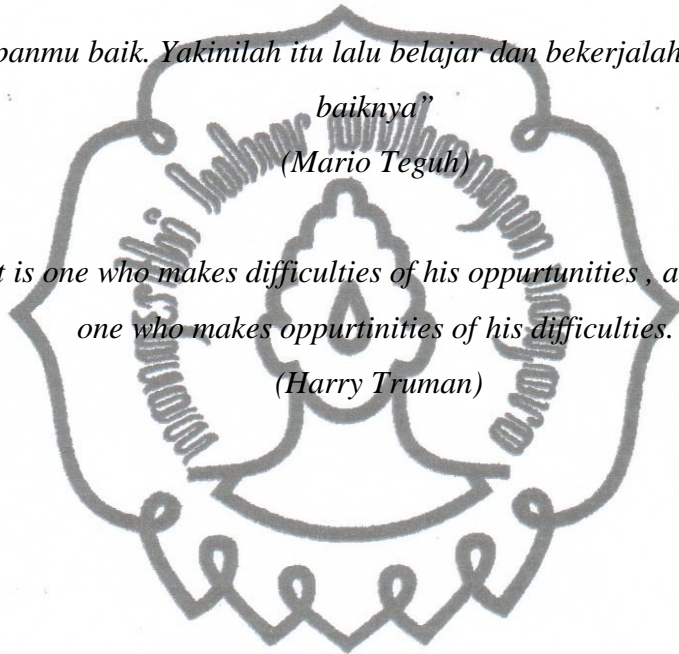 panmu baik. Yakinilah itu lalu belajar dan bekerjalah
baiknya”
(Mario Teguh)
t is one who makes difficulties of his oppurtunities , a
one who makes oppurtinities of his difficulties.
(Harry Truman)